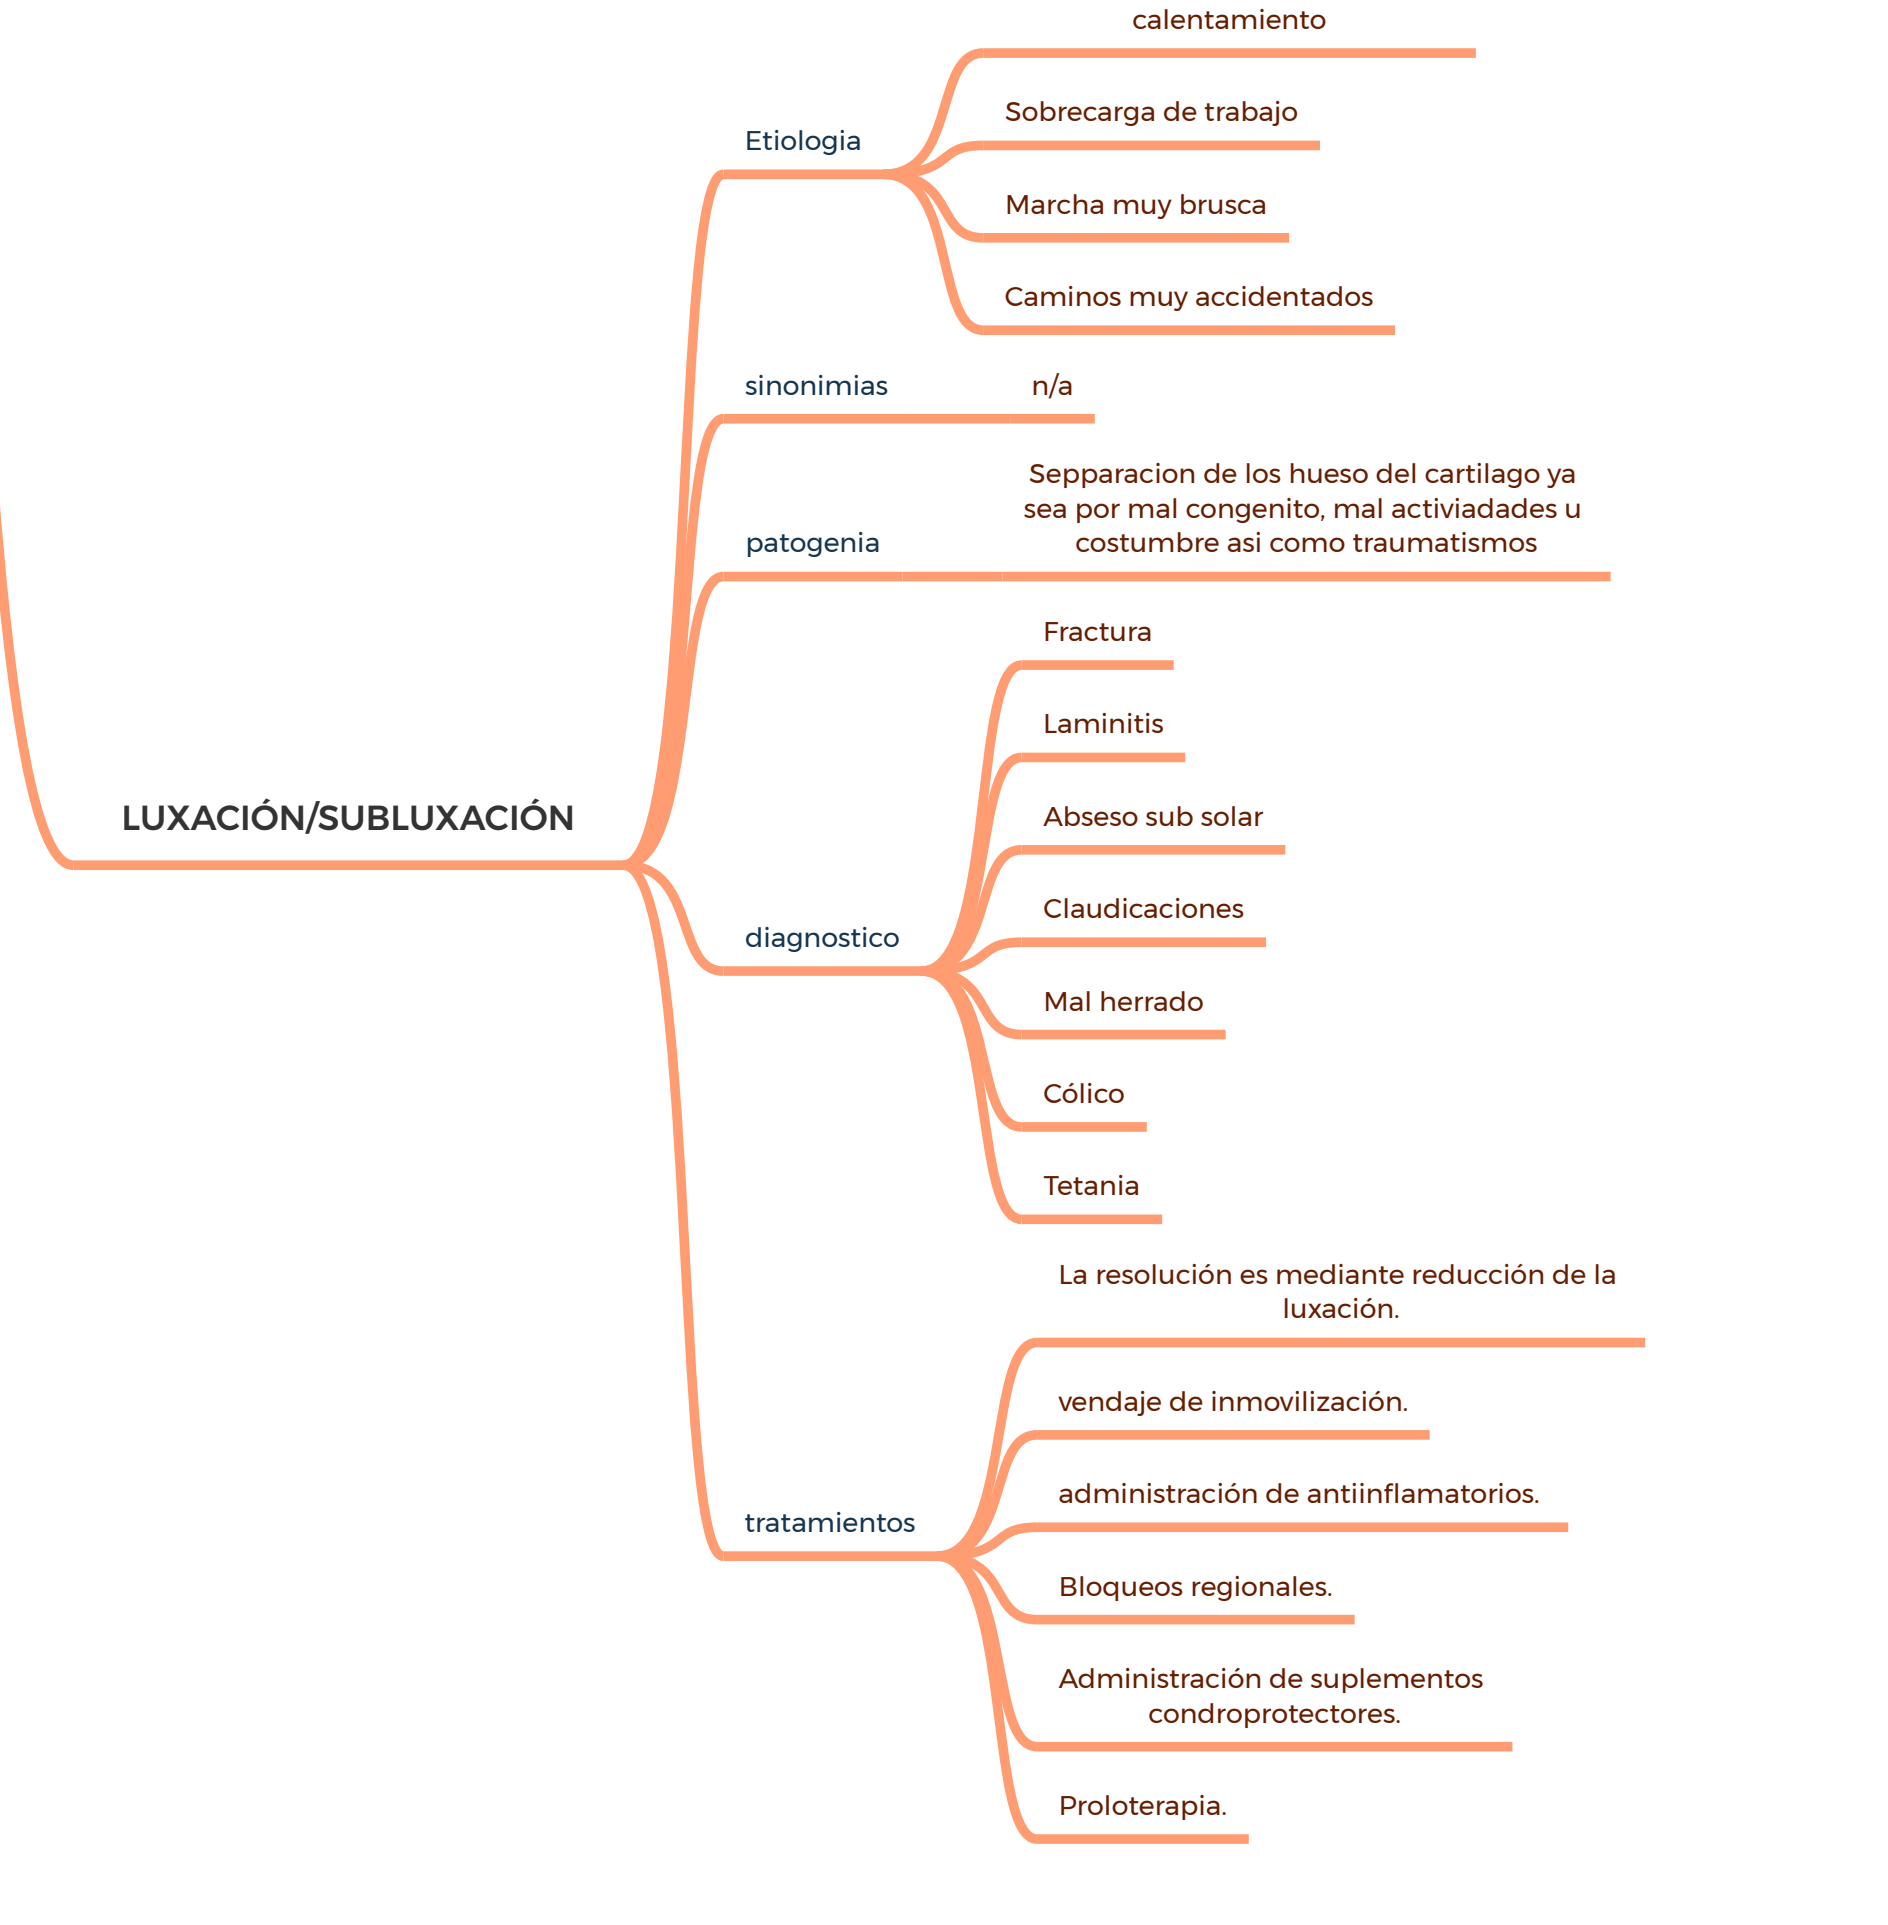 calentamiento
Sobrecarga de trabajo
Etiologia
Marcha muy brusca
Caminos muy accidentados
sinonimias
n/a
Sepparacion de los hueso del cartilago ya
sea por mal congenito, mal activiadades u
costumbre asi como traumatismos
patogenia
Fractura
Laminitis
LUXACIÓN/SUBLUXACIÓN
Abseso sub solar
Claudicaciones
diagnostico
Mal herrado
Cólico
Tetania
La resolución es mediante reducción de la
luxación.
vendaje de inmovilización.
administración de antiinflamatorios.
tratamientos
Bloqueos regionales.
Administración de suplementos
condroprotectores.
Proloterapia.